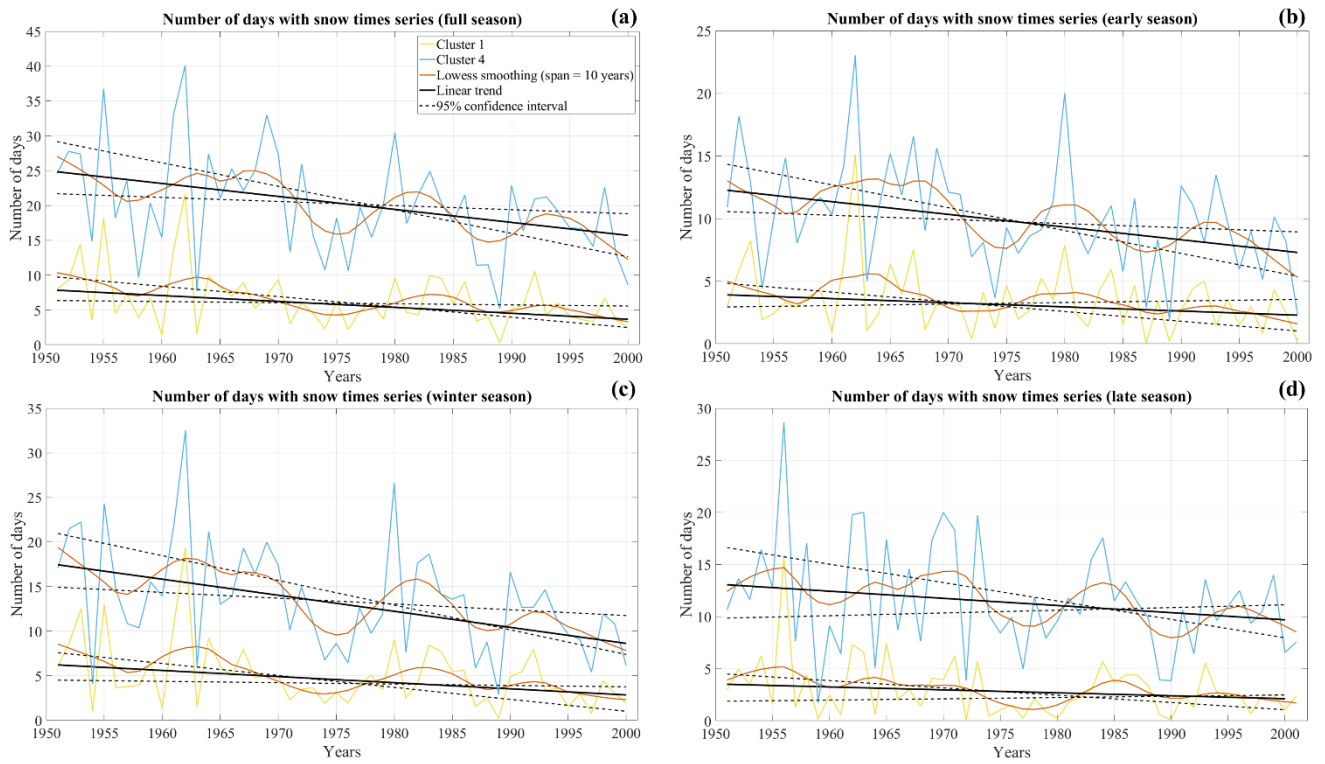 Number of days with snow times series (full season)
(a)
Number of days
45
40
35
30
25
20
15
10
5
0
Cluster 1
Cluster 4
Lowess smoothing (span = 10 years)
Linear trend
95% confidence interval
1950 1955 1960 1965 1970 1975 1980 1985 1990 1995 2000
Years
Number of days with snow times series (early season)
(b)
Number of days
25
20
15
10
5
0
1950 1955 1960 1965 1970 1975 1980 1985 1990 1995 2000
Years
Number of days with snow times series (winter season)
(c)
Number of days
35
30
25
20
15
10
5
0
1950 1955 1960 1965 1970 1975 1980 1985 1990 1995 2000
Years
Number of days with snow times series (late season)
(d)
Number of days
30
25
20
15
10
5
0
1950 1955 1960 1965 1970 1975 1980 1985 1990 1995 2000
Years